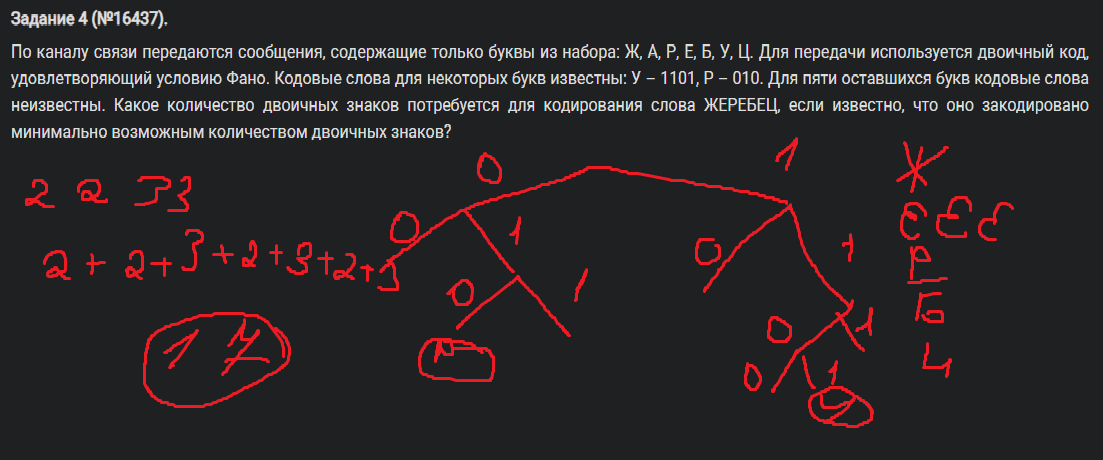 Задание 4 (№16437).
По каналу связи передаются сообщения, содержащие только буквы из набора: Ж, А, Р, Е, Б, У, Ц. Для передачи используется двоичный код,
удовлетворяющий условию Фано. Кодовые слова для некоторых букв известны: У – 1101, Р – 010. Для пяти оставшихся букв кодовые слова
неизвестны. Какое количество двоичных знаков потребуется для кодирования слова ЖЕРЕБЕЦ, если известно, что оно закодировано
минимально возможным количеством двоичных знаков?
0 1 Ж
2 2 3 3
0 1 0 1 Е Е Е
2 + 2 + 3 + 2 + 3 + 2 + 3
Р
0 1 0 1 Б
17
Р 0 1 Ц
У